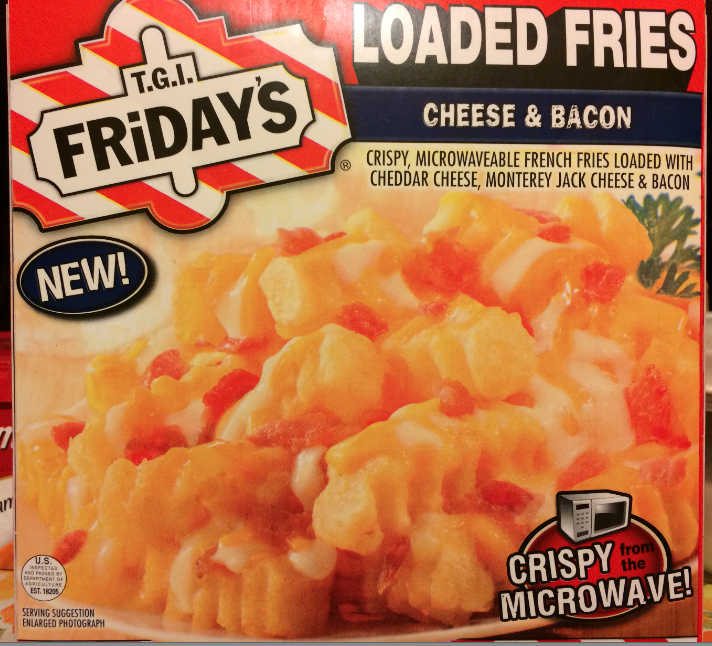 LOADED FRIES
T.G.I.
FRiDAY'S
®
CHEESE & BACON
CRISPY, MICROWAVEABLE FRENCH FRIES LOADED WITH
CHEDDAR CHEESE, MONTEREY JACK CHEESE & BACON
NEW!
CRISPY from
the
MICROWAVE!
U.S.
INSPECTED
AND PASSED BY
DEPARTMENT OF
AGRICULTURE
EST. 18205
SERVING SUGGESTION
ENLARGED PHOTOGRAPH